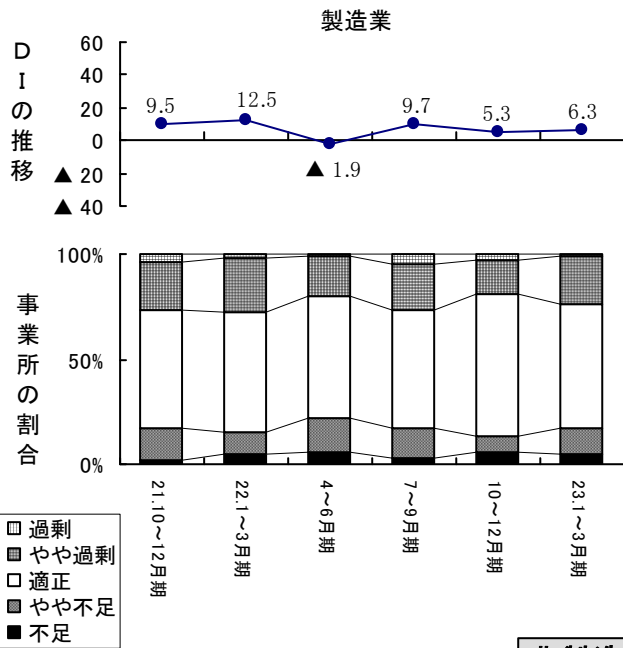 製造業
DIの推移
60
40
20
0
▲ 20
▲ 40
9.5
12.5
▲ 1.9
9.7
5.3
6.3
事業所の割合
100%
50%
0%
21.10～12月期
22.1～3月期
4～6月期
7～9月期
10～12月期
23.1～3月期
過剰
やや過剰
適正
やや不足
不足